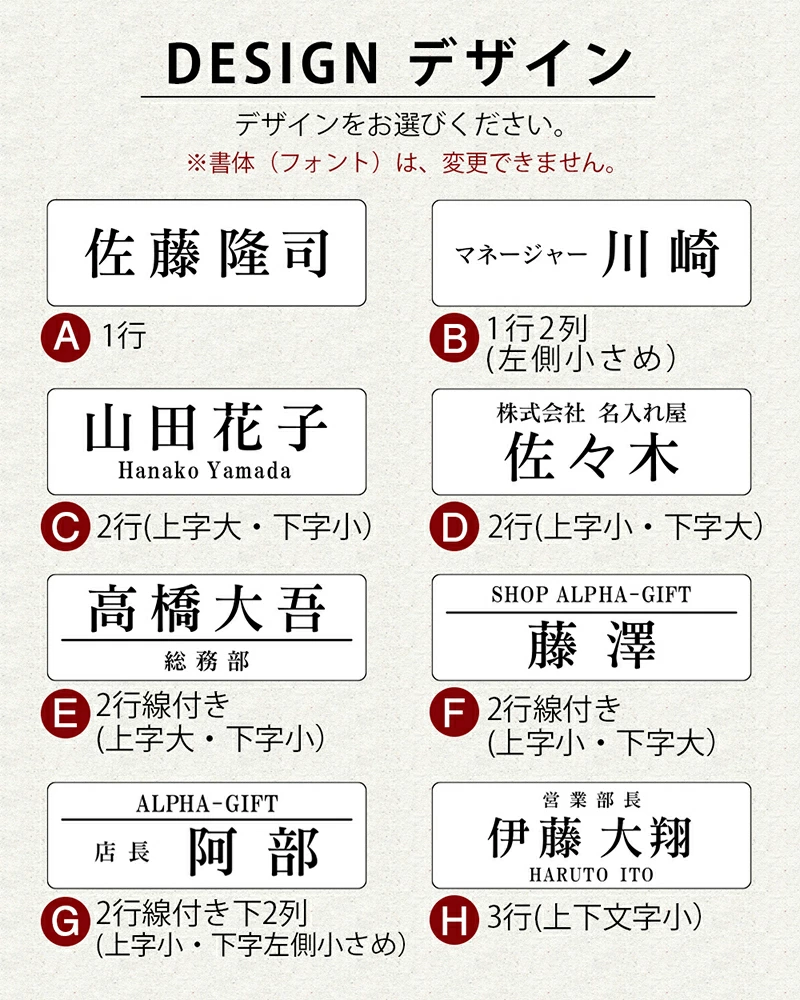 DESIGN デザイン
デザインをお選びください。
※書体（フォント）は、変更できません。
佐藤隆司
A 1行
マネージャー 川崎
B 1行2列
(左側小さめ）
山田花子
Hanako Yamada
C 2行(上字大・下字小）
株式会社 名入れ屋
佐々木
D 2行(上字小・下字大）
高橋大吾
総務部
E 2行線付き
(上字大・下字小）
SHOP ALPHA-GIFT
藤澤
F 2行線付き
(上字小・下字大）
ALPHA-GIFT
店長 阿部
G 2行線付き下2列
(上字小・下字左側小さめ）
営業部長
伊藤 大翔
HARUTO ITO
H 3行(上下文字小）